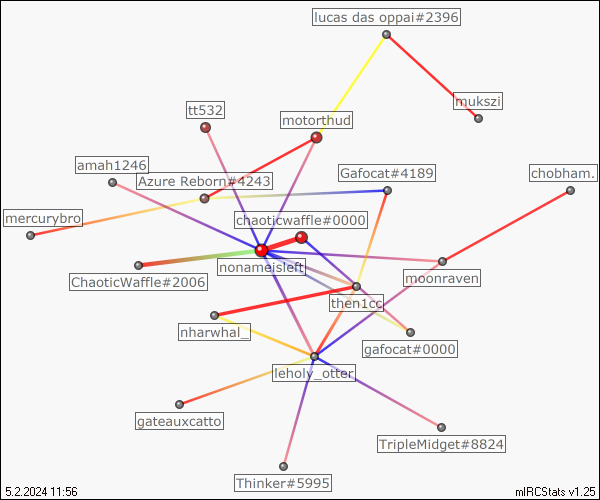 lucas das oppai#2396
mukszi
tt532
motorthud
amah1246
Azure Reborn#4243
Gafocat#4189
chobham.
mercurybro
chaoticwaffle#0000
nonameisleft
ChaoticWaffle#2006
moonraven
then1cc
nharwhal_
gafocat#0000
leholy_otter
gateauxcatto
TripleMidget#8824
Thinker#5995
5.2.2024 11:56
mIRCStats v1.25